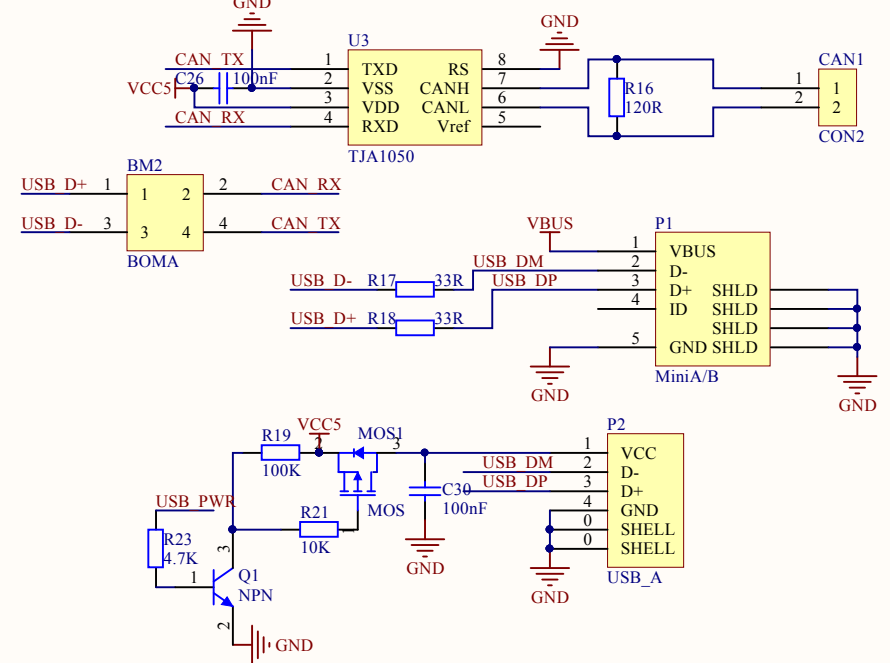 GND
CAN_TX
C26 100nF
VCC5
CAN_RX
U3
1 TXD RS 8
2 VSS CANH 7
3 VDD CANL 6
4 RXD Vref 5
TJA1050
GND
R16
120R
CAN1
1 1
2 2
CON2
BM2
USB_D+ 1 1 2 2 CAN_RX
USB_D- 3 3 4 4 CAN_TX
BOMA
VBUS
P1
1 VBUS
USB_DM 2 D-
USB_D- R17 33R USB_DP 3 D+ SHLD
4 ID SHLD
USB_D+ R18 33R SHLD
5 GND SHLD
MiniA/B
GND
GND
VCC5
R19
100K
2
MOS1
3
MOS
C30
100nF
GND
P2
1 VCC
USB_DM 2 D-
USB_DP 3 D+
4 GND
0 SHELL
0 SHELL
USB_A
GND
USB_PWR
R21
10K
R23
4.7K
3
1
Q1
NPN
2
GND